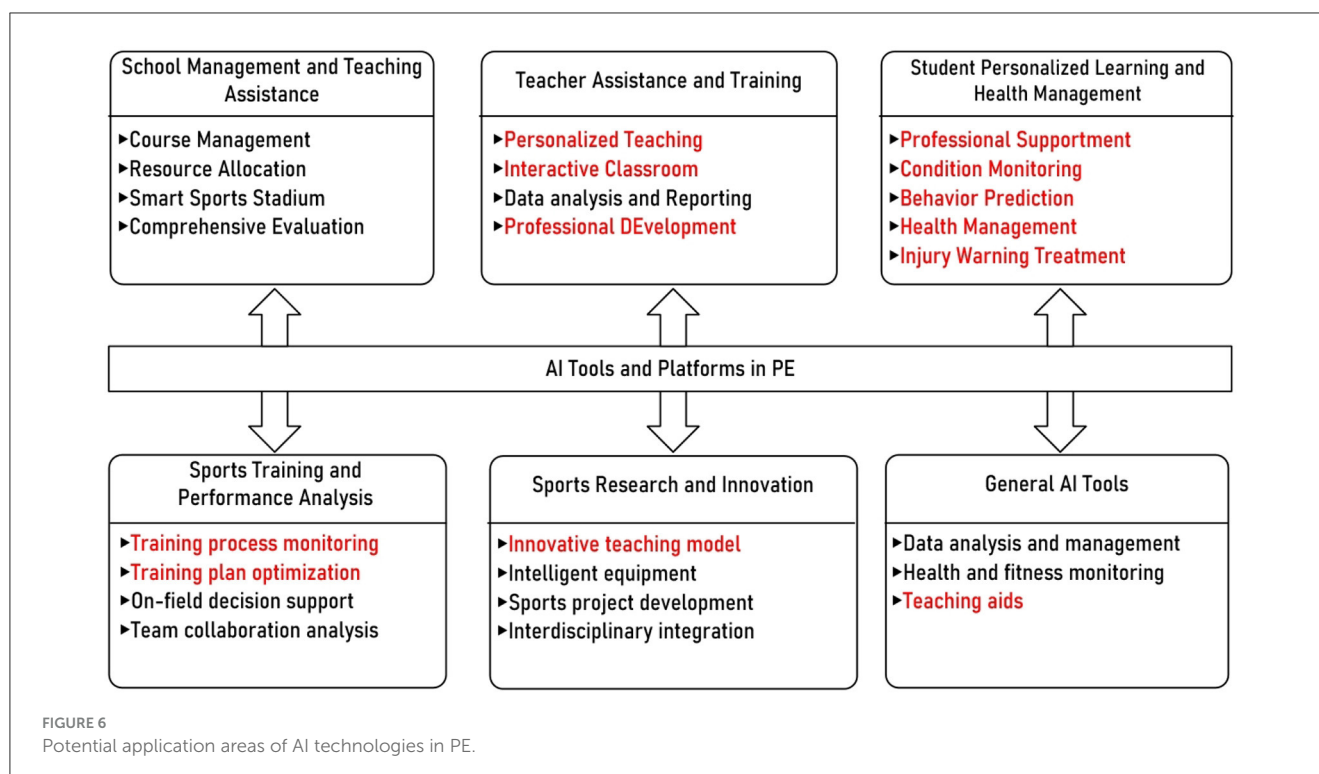 School Management and Teaching
Assistance
▸Course Management
▸Resource Allocation
▸Smart Sports Stadium
▸Comprehensive Evaluation
Teacher Assistance and Training
▸Personalized Teaching
▸Interactive Classroom
▸Data analysis and Reporting
▸Professional DEvelopment
Student Personalized Learning and
Health Management
▸Professional Supportment
▸Condition Monitoring
▸Behavior Prediction
▸Health Management
▸Injury Warning Treatment
AI Tools and Platforms in PE
Sports Training and
Performance Analysis
▸Training process monitoring
▸Training plan optimization
▸On-field decision support
▸Team collaboration analysis
Sports Research and Innovation
▸Innovative teaching model
▸Intelligent equipment
▸Sports project development
▸Interdisciplinary integration
General AI Tools
▸Data analysis and management
▸Health and fitness monitoring
▸Teaching aids
FIGURE 6
Potential application areas of AI technologies in PE.